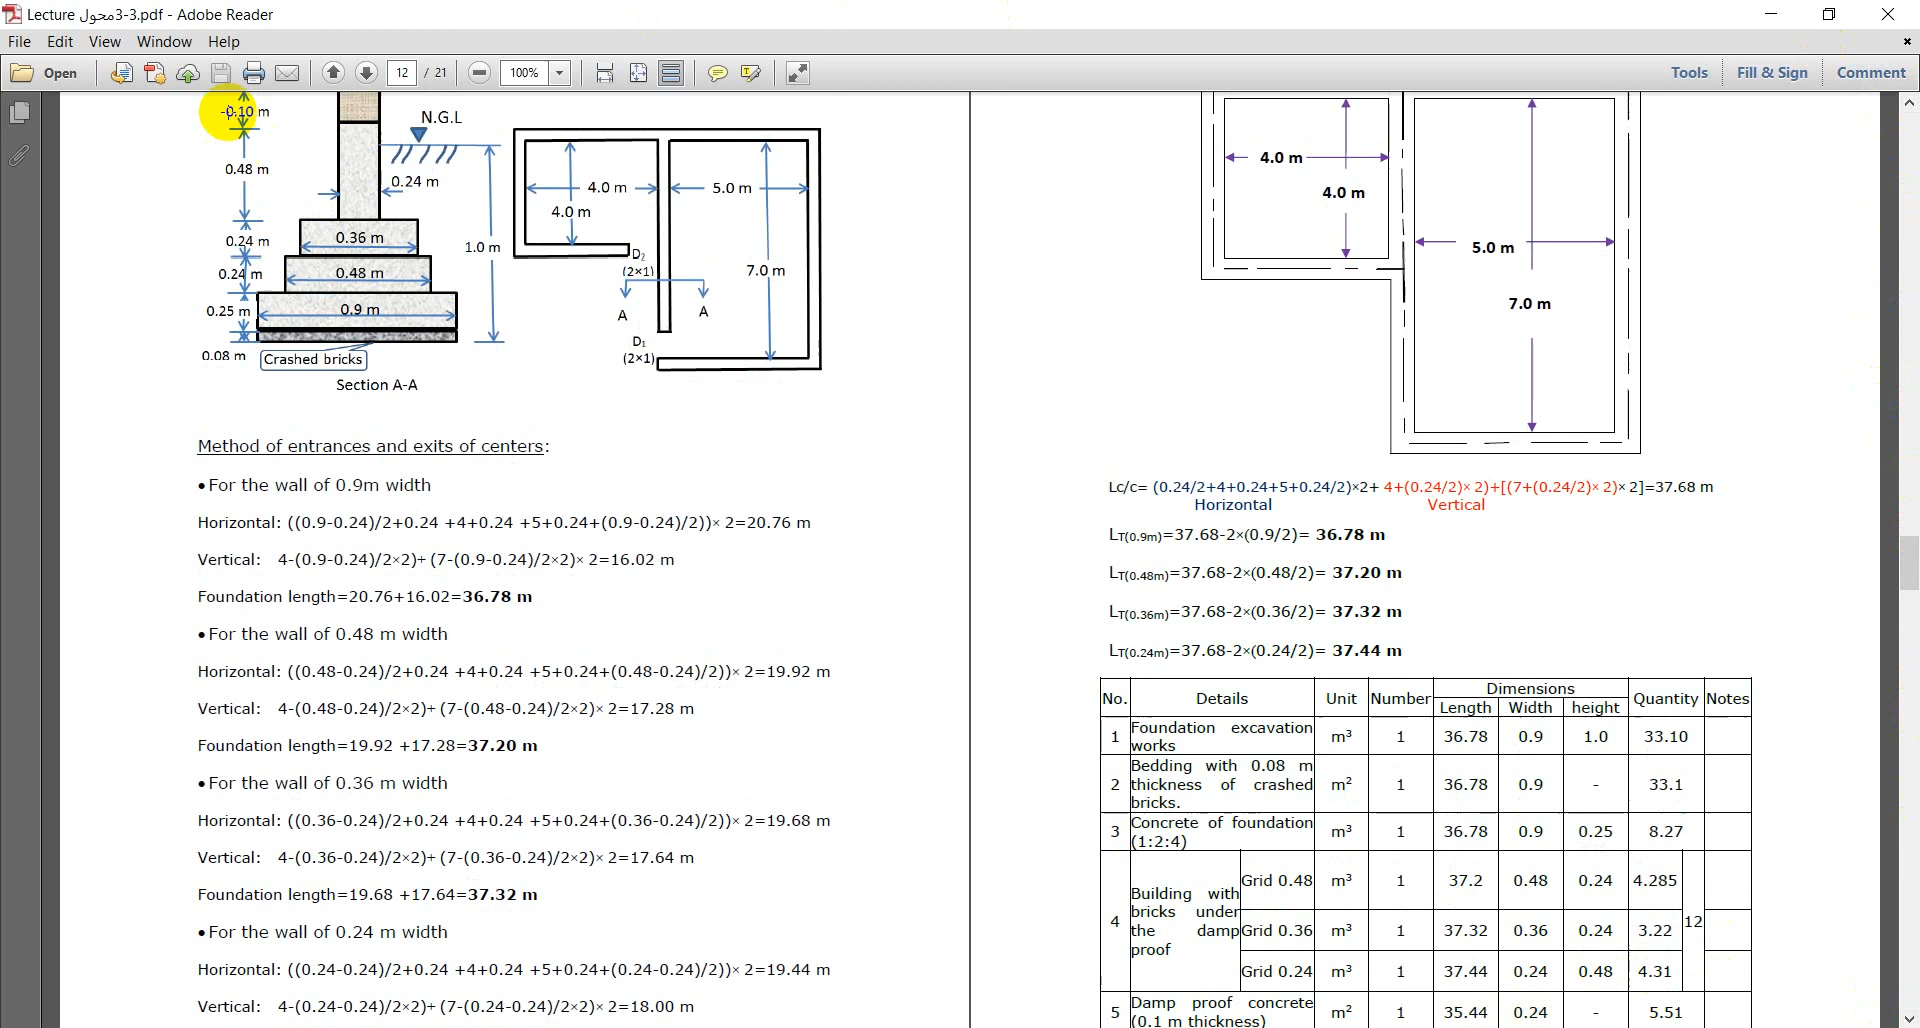 Lecture محول3-3.pdf - Adobe Reader
File Edit View Window Help
Open 12 / 21 100% Tools Fill & Sign Comment
-0.10 m
N.G.L
0.48 m
0.24 m
0.24 m
0.36 m
1.0 m
0.24 m
0.48 m
0.25 m
0.9 m
0.08 m
Crashed bricks
Section A-A
4.0 m
5.0 m
4.0 m
D₂
(2×1)
7.0 m
A
A
D₁
(2×1)
Method of entrances and exits of centers:
• For the wall of 0.9m width
Horizontal: ((0.9-0.24)/2+0.24 +4+0.24 +5+0.24+(0.9-0.24)/2))× 2=20.76 m
Vertical: 4-(0.9-0.24)/2×2)+ (7-(0.9-0.24)/2×2)× 2=16.02 m
Foundation length=20.76+16.02=36.78 m
• For the wall of 0.48 m width
Horizontal: ((0.48-0.24)/2+0.24 +4+0.24 +5+0.24+(0.48-0.24)/2))× 2=19.92 m
Vertical: 4-(0.48-0.24)/2×2)+ (7-(0.48-0.24)/2×2)× 2=17.28 m
Foundation length=19.92 +17.28=37.20 m
• For the wall of 0.36 m width
Horizontal: ((0.36-0.24)/2+0.24 +4+0.24 +5+0.24+(0.36-0.24)/2))× 2=19.68 m
Vertical: 4-(0.36-0.24)/2×2)+ (7-(0.36-0.24)/2×2)× 2=17.64 m
Foundation length=19.68 +17.64=37.32 m
• For the wall of 0.24 m width
Horizontal: ((0.24-0.24)/2+0.24 +4+0.24 +5+0.24+(0.24-0.24)/2))× 2=19.44 m
Vertical: 4-(0.24-0.24)/2×2)+ (7-(0.24-0.24)/2×2)× 2=18.00 m
4.0 m
4.0 m
5.0 m
7.0 m
Lc/c= (0.24/2+4+0.24+5+0.24/2)×2+ 4+(0.24/2)× 2)+[(7+(0.24/2)× 2)× 2]=37.68 m
Horizontal Vertical
LT(0.9m)=37.68-2×(0.9/2)= 36.78 m
LT(0.48m)=37.68-2×(0.48/2)= 37.20 m
LT(0.36m)=37.68-2×(0.36/2)= 37.32 m
LT(0.24m)=37.68-2×(0.24/2)= 37.44 m
No. Details Unit Number Dimensions Quantity Notes
Length Width height
1 Foundation excavation works m³ 1 36.78 0.9 1.0 33.10
2 Bedding with 0.08 m thickness of crashed bricks. m² 1 36.78 0.9 - 33.1
3 Concrete of foundation (1:2:4) m³ 1 36.78 0.9 0.25 8.27
4 Building with bricks under the damp proof
Grid 0.48 m³ 1 37.2 0.48 0.24 4.285
Grid 0.36 m³ 1 37.32 0.36 0.24 3.22
12
Grid 0.24 m³ 1 37.44 0.24 0.48 4.31
5 Damp proof concrete (0.1 m thickness) m² 1 35.44 0.24 - 5.51